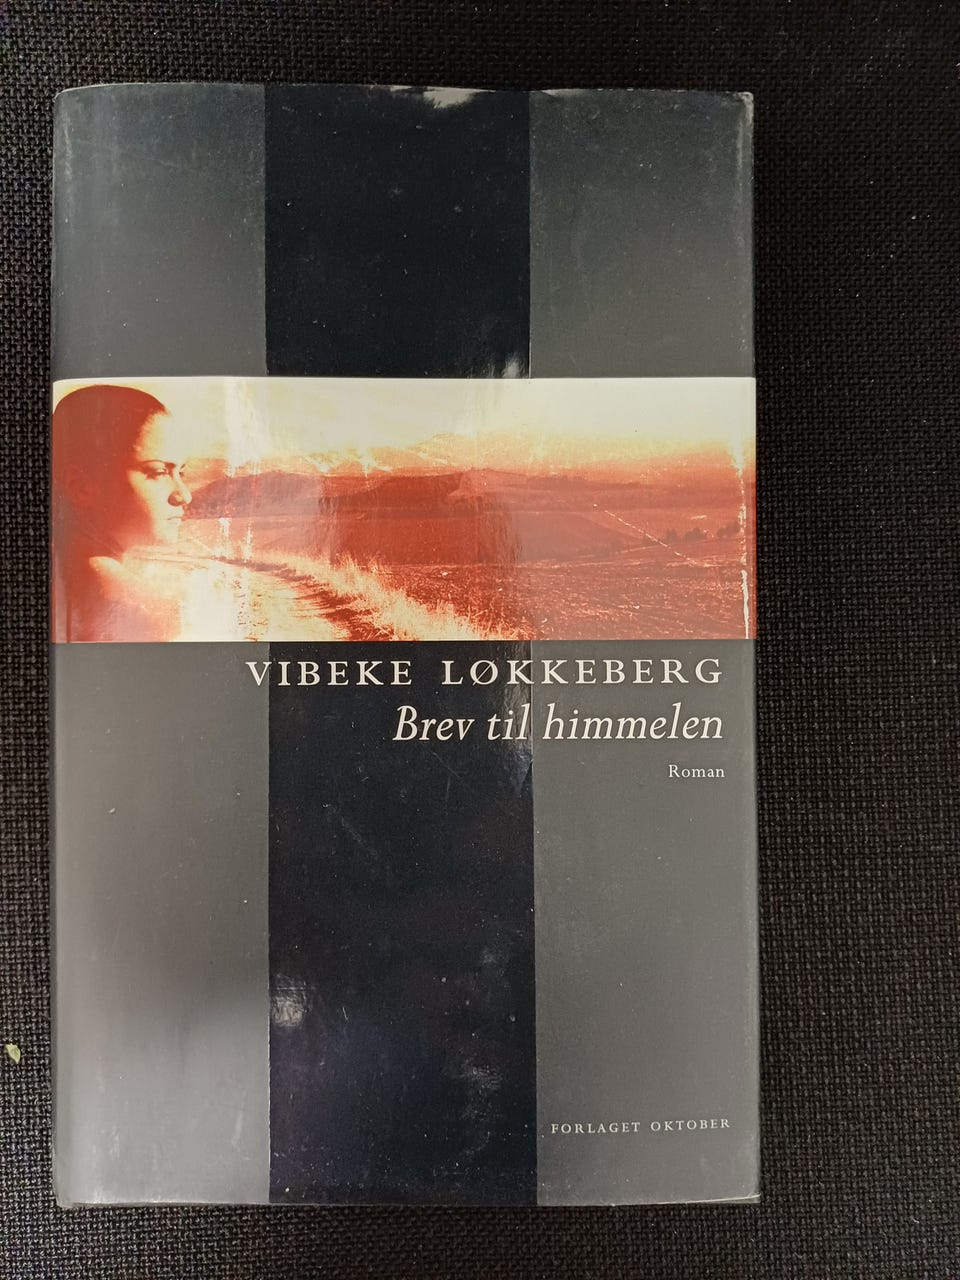 VIBEKE LØKKEBERG
Brev til himmelen
Roman
FORLAGET OKTOBER